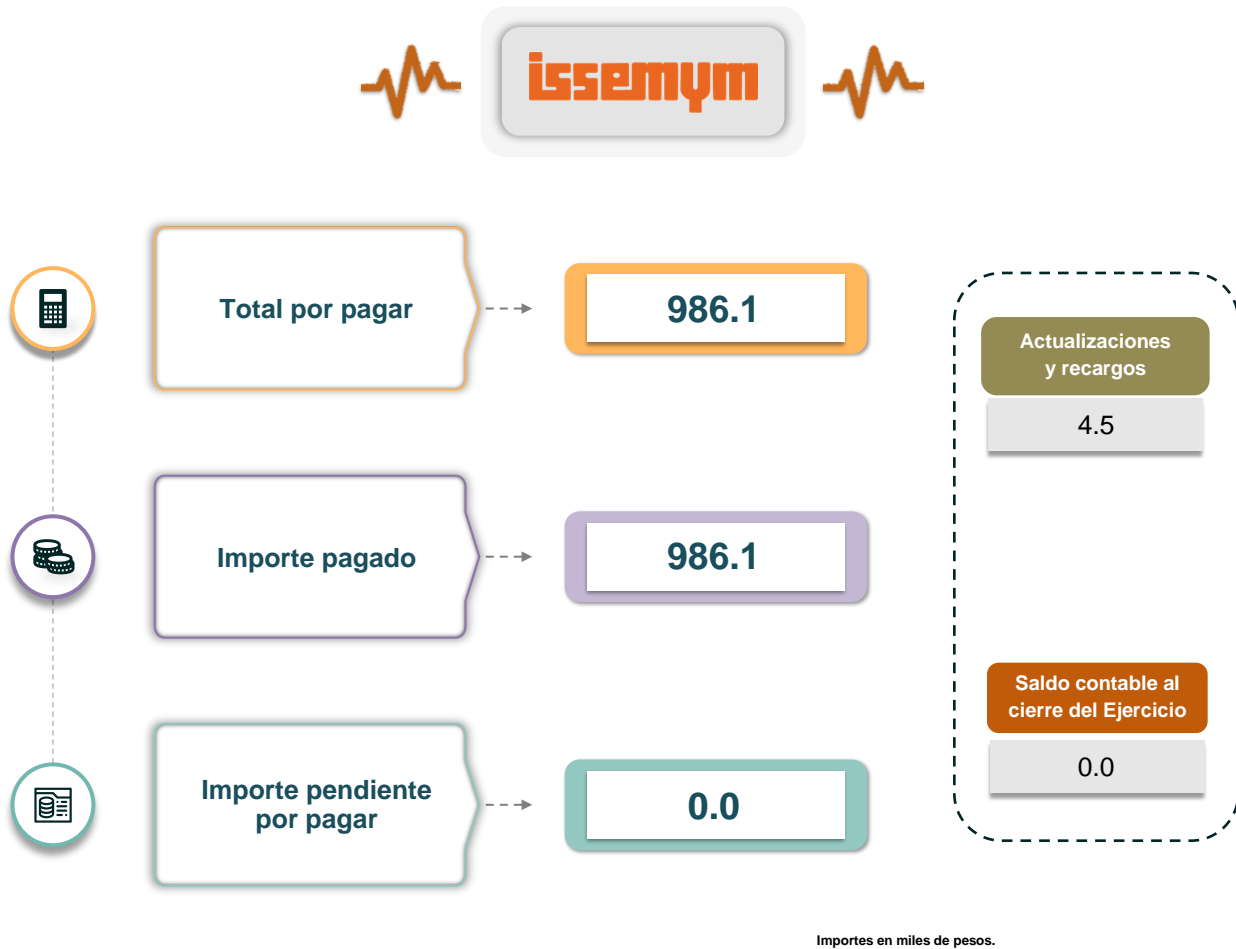 issemym
Total por pagar
986.1
Actualizaciones
y recargos
4.5
Importe pagado
986.1
Importe pendiente
por pagar
0.0
Saldo contable al
cierre del Ejercicio
0.0
Importes en miles de pesos.